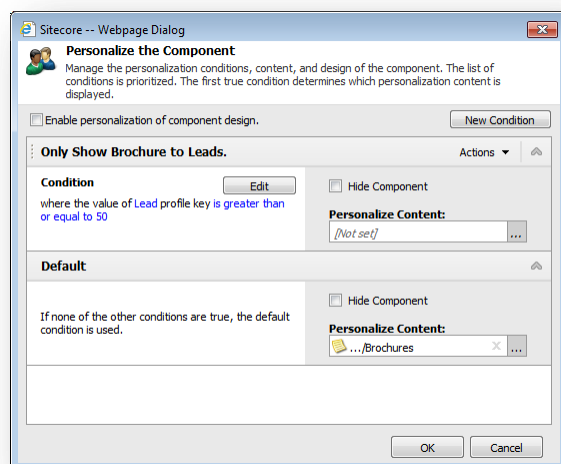 Sitecore -- Webpage Dialog
Personalize the Component
Manage the personalization conditions, content, and design of the component. The list of
conditions is prioritized. The first true condition determines which personalization content is
displayed.
Enable personalization of component design.
New Condition
Only Show Brochure to Leads.
Actions
Condition
Edit
where the value of Lead profile key is greater than
or equal to 50
Hide Component
Personalize Content:
[Not set]
...
Default
If none of the other conditions are true, the default
condition is used.
Hide Component
Personalize Content:
.../Brochures
...
OK
Cancel